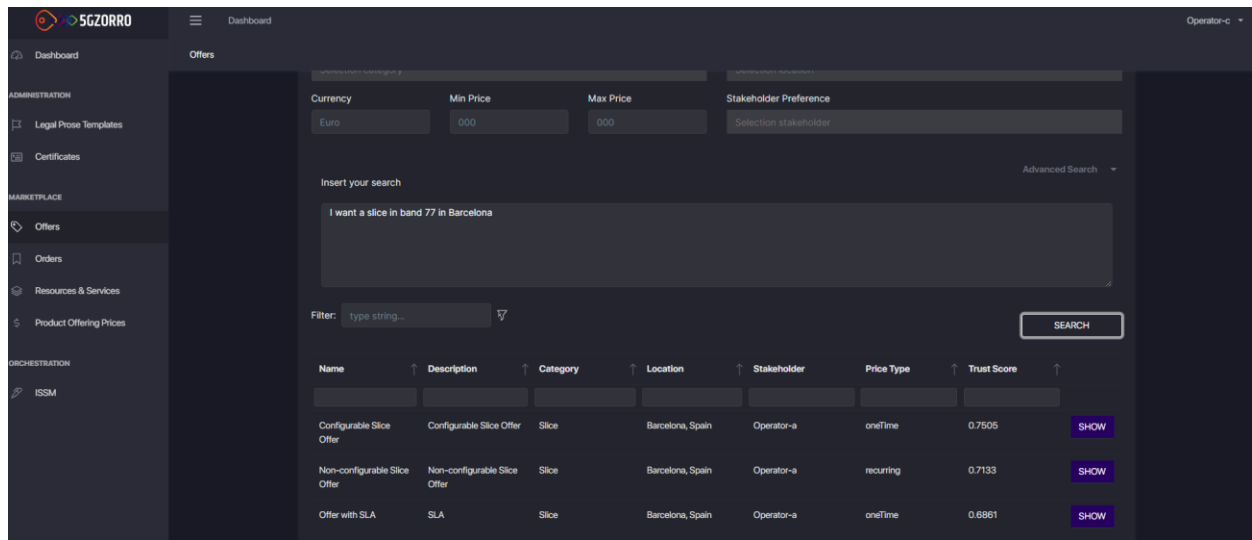 5GZORRO
Dashboard
Operator-c
Dashboard
Offers
ADMINISTRATION
Legal Prose Templates
Certificates
MARKETPLACE
Offers
Orders
Resources & Services
Product Offering Prices
ORCHESTRATION
ISSM
Selection category
Selection location
Currency
Min Price
Max Price
Stakeholder Preference
Euro
000
000
Selection stakeholder
Advanced Search
Insert your search
I want a slice in band 77 in Barcelona
Filter:
type string...
SEARCH
Name Description Category Location Stakeholder Price Type Trust Score
Configurable Slice Offer Configurable Slice Offer Slice Barcelona, Spain Operator-a oneTime 0.7505 SHOW
Non-configurable Slice Offer Non-configurable Slice Offer Slice Barcelona, Spain Operator-a recurring 0.7133 SHOW
Offer with SLA SLA Slice Barcelona, Spain Operator-a oneTime 0.6861 SHOW